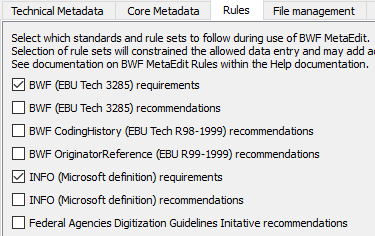 Technical Metadata Core Metadata Rules File management
Select which standards and rule sets to follow during use of BWF MetaEdit.
Selection of rule sets will constrained the allowed data entry and may add a
See documentation on BWF MetaEdit Rules within the Help documentation.
BWF (EBU Tech 3285) requirements
BWF (EBU Tech 3285) recommendations
BWF CodingHistory (EBU Tech R98-1999) recommendations
BWF OriginatorReference (EBU R99-1999) recommendations
INFO (Microsoft definition) requirements
INFO (Microsoft definition) recommendations
Federal Agencies Digitization Guidelines Initative recommendations